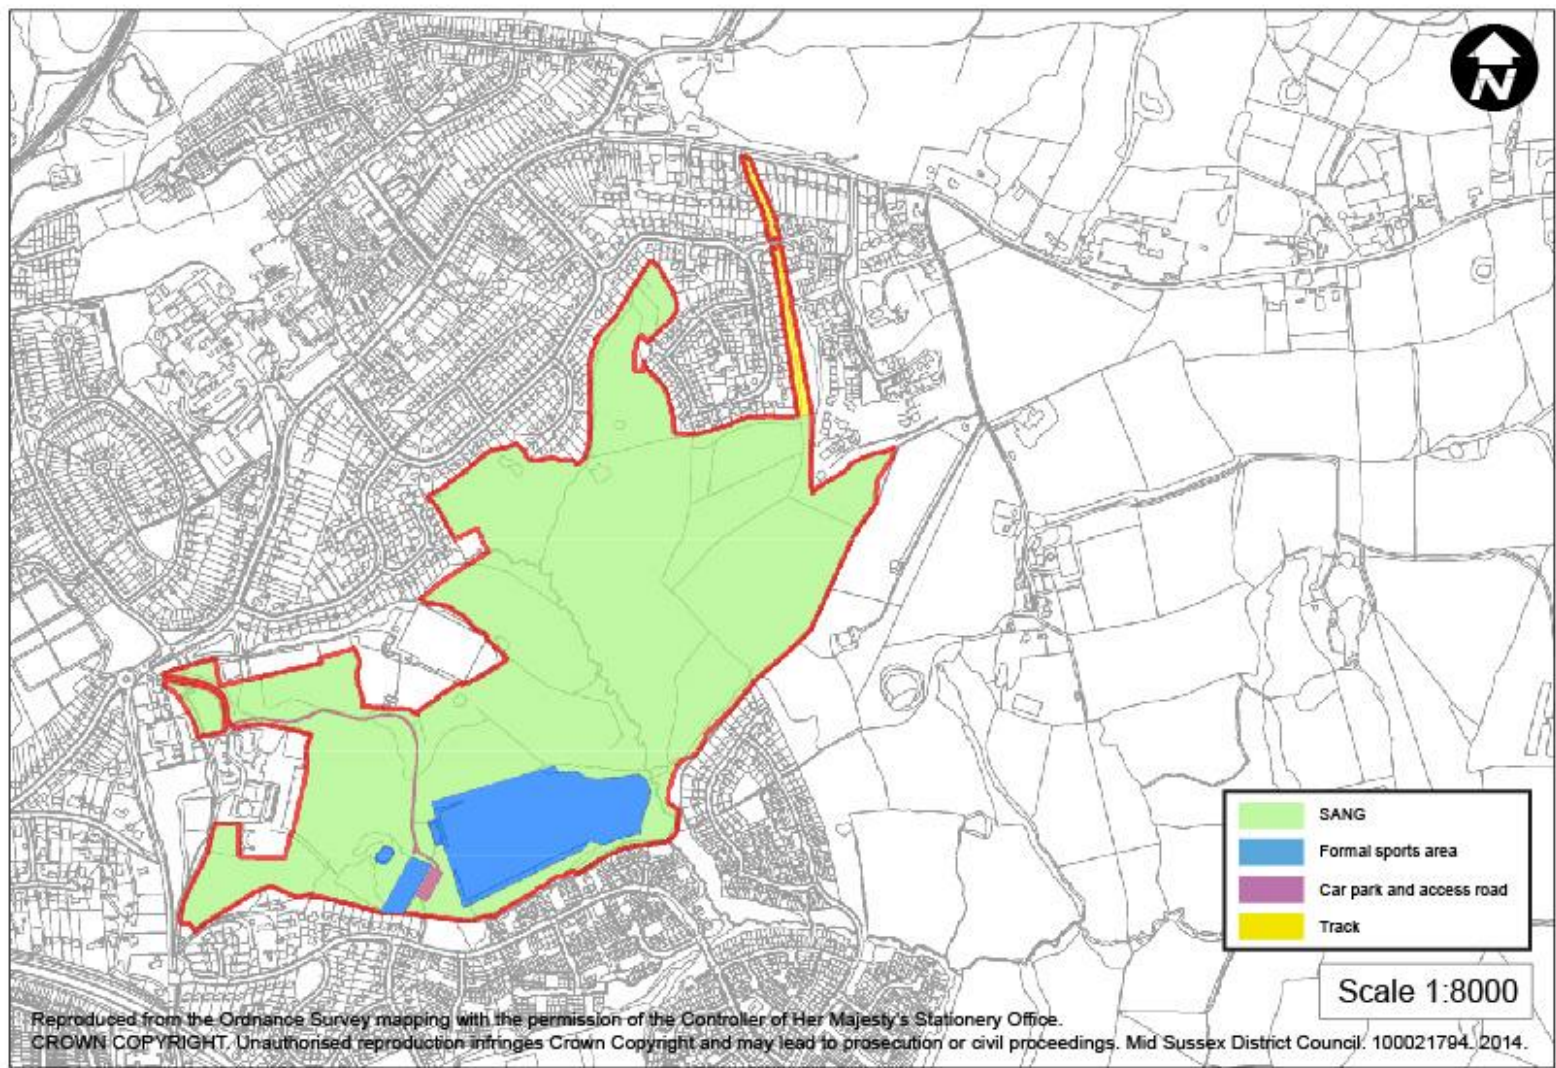 N
SANG
Formal sports area
Car park and access road
Track
Scale 1:8000
Reproduced from the Ordnance Survey mapping with the permission of the Controller of Her Majesty's Stationery Office.
CROWN COPYRIGHT. Unauthorised reproduction infringes Crown Copyright and may lead to prosecution or civil proceedings. Mid Sussex District Council. 100021794. 2014.